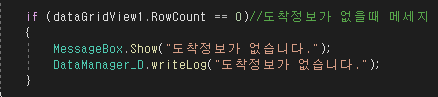 if (dataGridView1.RowCount == 0)//도착정보가 없을때 메세지
{
MessageBox.Show("도착정보가 없습니다.");
DataManager_D.writeLog("도착정보가 없습니다.");
}